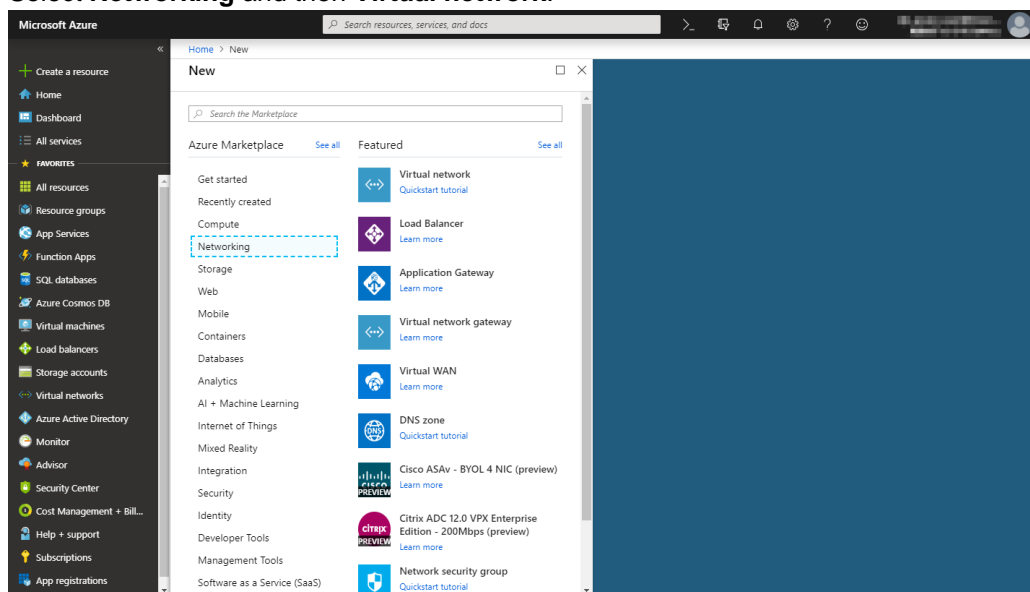 Select Networking and then Virtual network.
Microsoft Azure
Search resources, services, and docs
Home > New
Create a resource
Home
Dashboard
All services
FAVORITES
All resources
Resource groups
App Services
Function Apps
SQL databases
Azure Cosmos DB
Virtual machines
Load balancers
Storage accounts
Virtual networks
Azure Active Directory
Monitor
Advisor
Security Center
Cost Management + Bill...
Help + support
Subscriptions
App registrations
New
Search the Marketplace
Azure Marketplace See all
Get started
Recently created
Compute
Networking
Storage
Web
Mobile
Containers
Databases
Analytics
AI + Machine Learning
Internet of Things
Mixed Reality
Integration
Security
Identity
Developer Tools
Management Tools
Software as a Service (SaaS)
Featured See all
Virtual network
Quickstart tutorial
Load Balancer
Learn more
Application Gateway
Learn more
Virtual network gateway
Learn more
Virtual WAN
Learn more
DNS
DNS zone
Quickstart tutorial
CISCO
PREVIEW
Cisco ASAv - BYOL 4 NIC (preview)
Learn more
CITRIX
PREVIEW
Citrix ADC 12.0 VPX Enterprise
Edition - 200Mbps (preview)
Learn more
Network security group
Quickstart tutorial